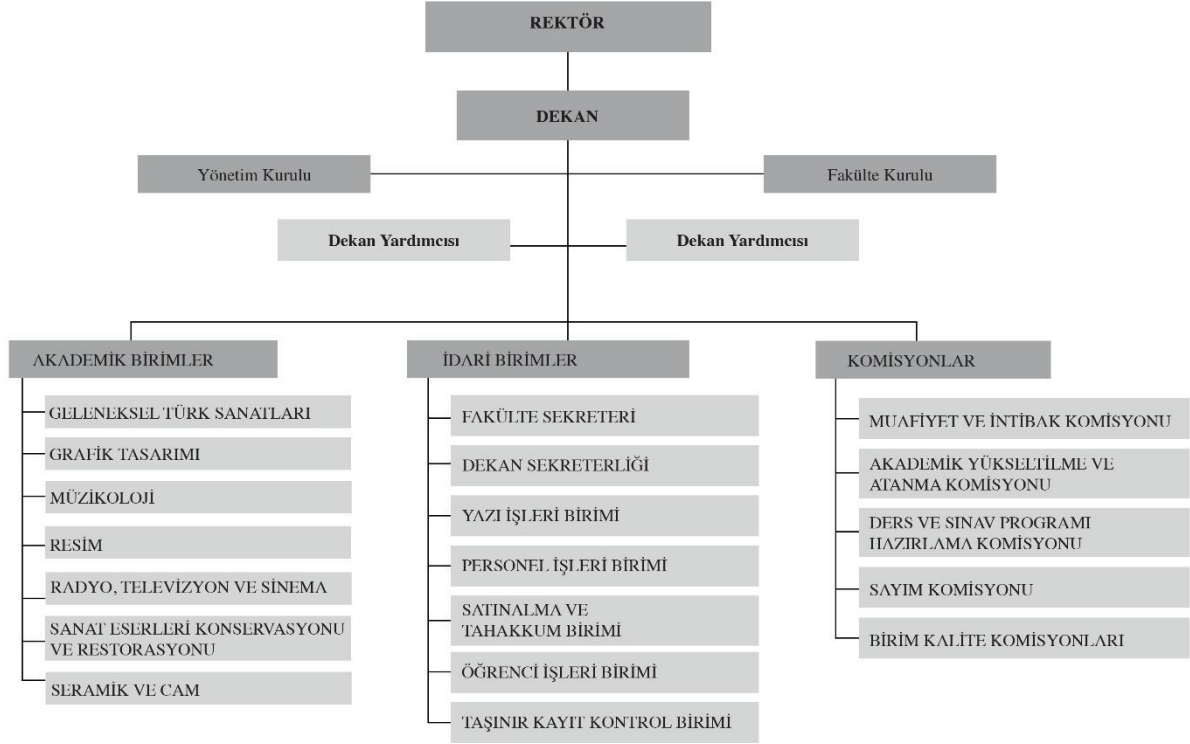 REKTÖR
DEKAN
Yönetim Kurulu
Fakülte Kurulu
Dekan Yardımcısı
Dekan Yardımcısı
AKADEMİK BİRİMLER
GELENEKSEL TÜRK SANATLARI
GRAFİK TASARIMI
MÜZİKOLOJİ
RESİM
RADYO, TELEVİZYON VE SİNEMA
SANAT ESERLERİ KONSERVASYONU
VE RESTORASYONU
SERAMİK VE CAM
İDARİ BİRİMLER
FAKÜLTE SEKRETERİ
DEKAN SEKRETERLİĞİ
YAZI İŞLERİ BİRİMİ
PERSONEL İŞLERİ BİRİMİ
SATINALMA VE
TAHAKKUM BİRİMİ
ÖĞRENCİ İŞLERİ BİRİMİ
TAŞINIR KAYIT KONTROL BİRİMİ
KOMİSYONLAR
MUAFİYET VE İNTİBAK KOMİSYONU
AKADEMİK YÜKSELTİLME VE
ATANMA KOMİSYONU
DERS VE SINAV PROGRAMI
HAZIRLAMA KOMİSYONU
SAYIM KOMİSYONU
BİRİM KALİTE KOMİSYONLARI